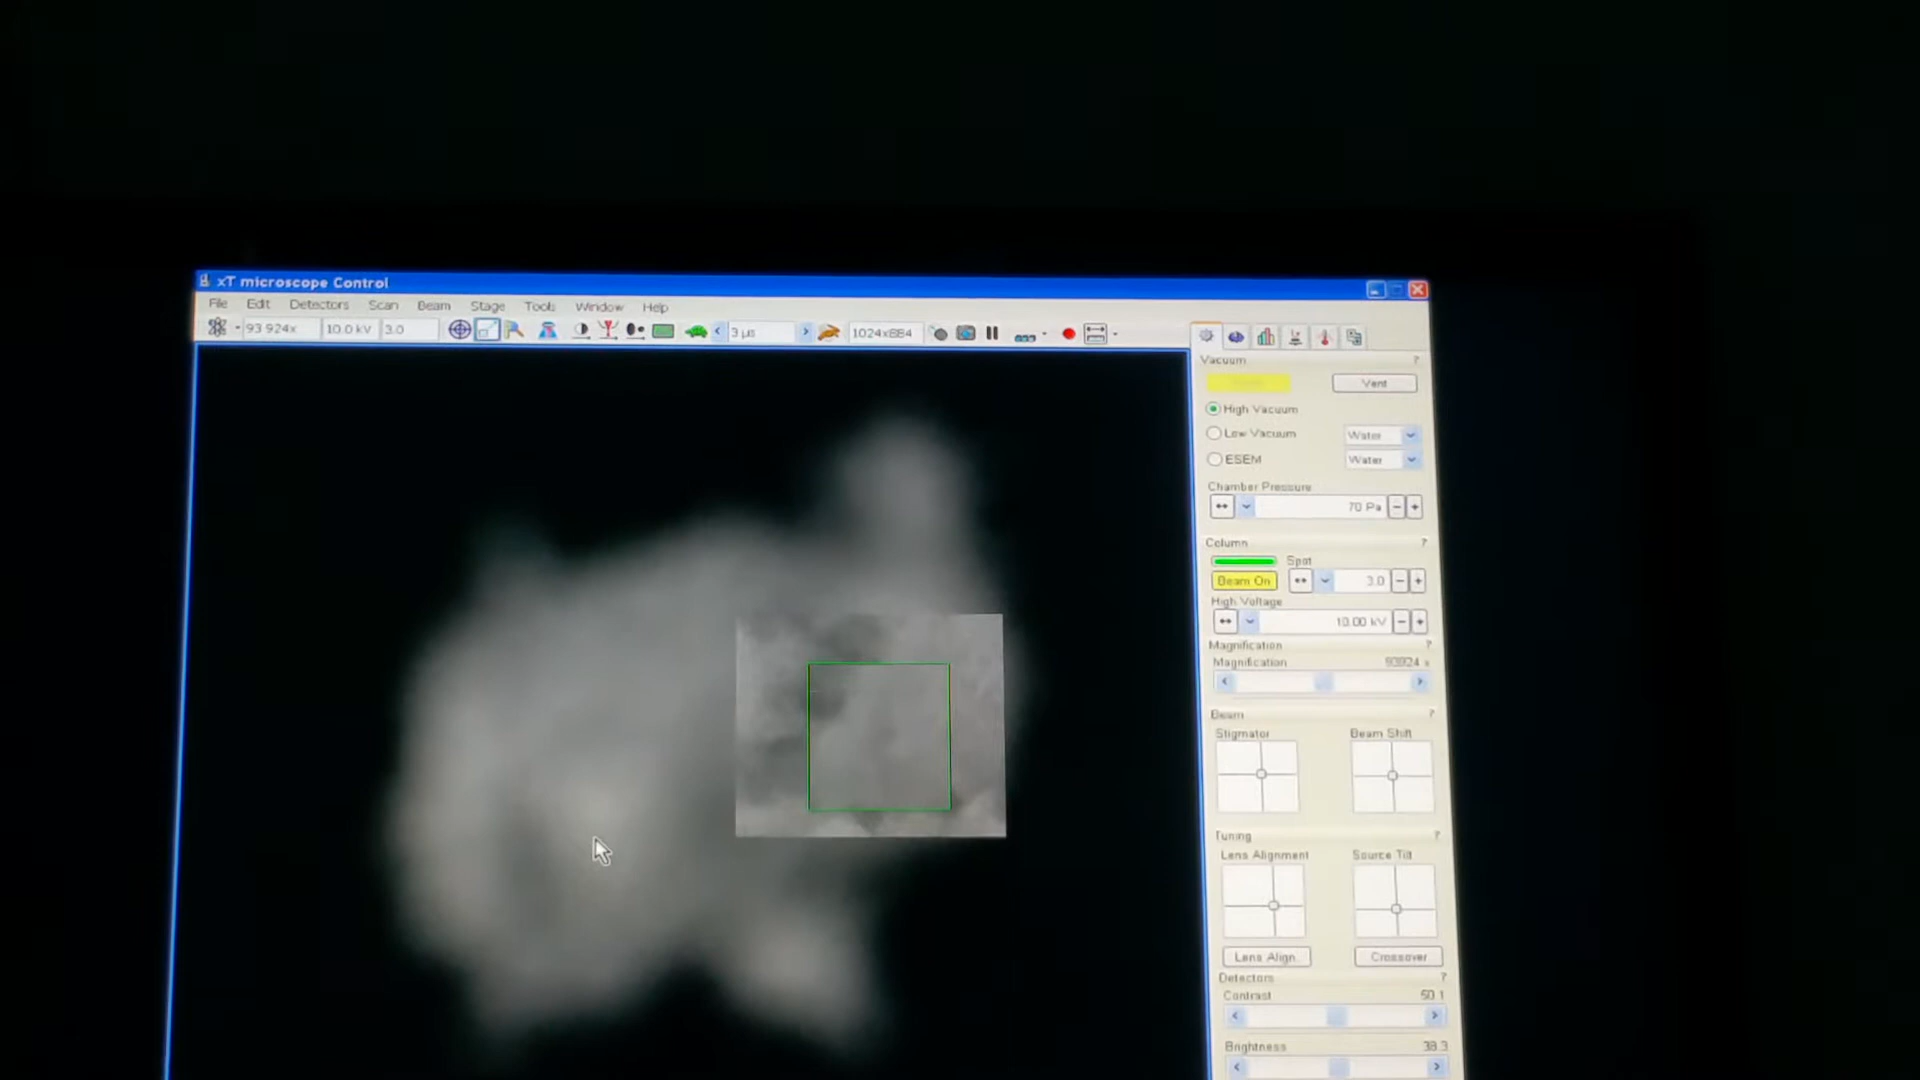 xT microscope Control
File Edit Detectors Scan Beam Stage Tools Window Help
93 924x 10.0 kV 3.0 3 µs 1024x884
Vacuum ?
Vent
High Vacuum
Low Vacuum Water
ESEM Water
Chamber Pressure
70 Pa
Column ?
Spot
Beam On 3.0
High Voltage
10.00 kV
Magnification ?
Magnification 93924 x
Beam ?
Stigmator Beam Shift
Tuning ?
Lens Alignment Source Tilt
Lens Align. Crossover
Detectors ?
Contrast 50.1
Brightness 38.3